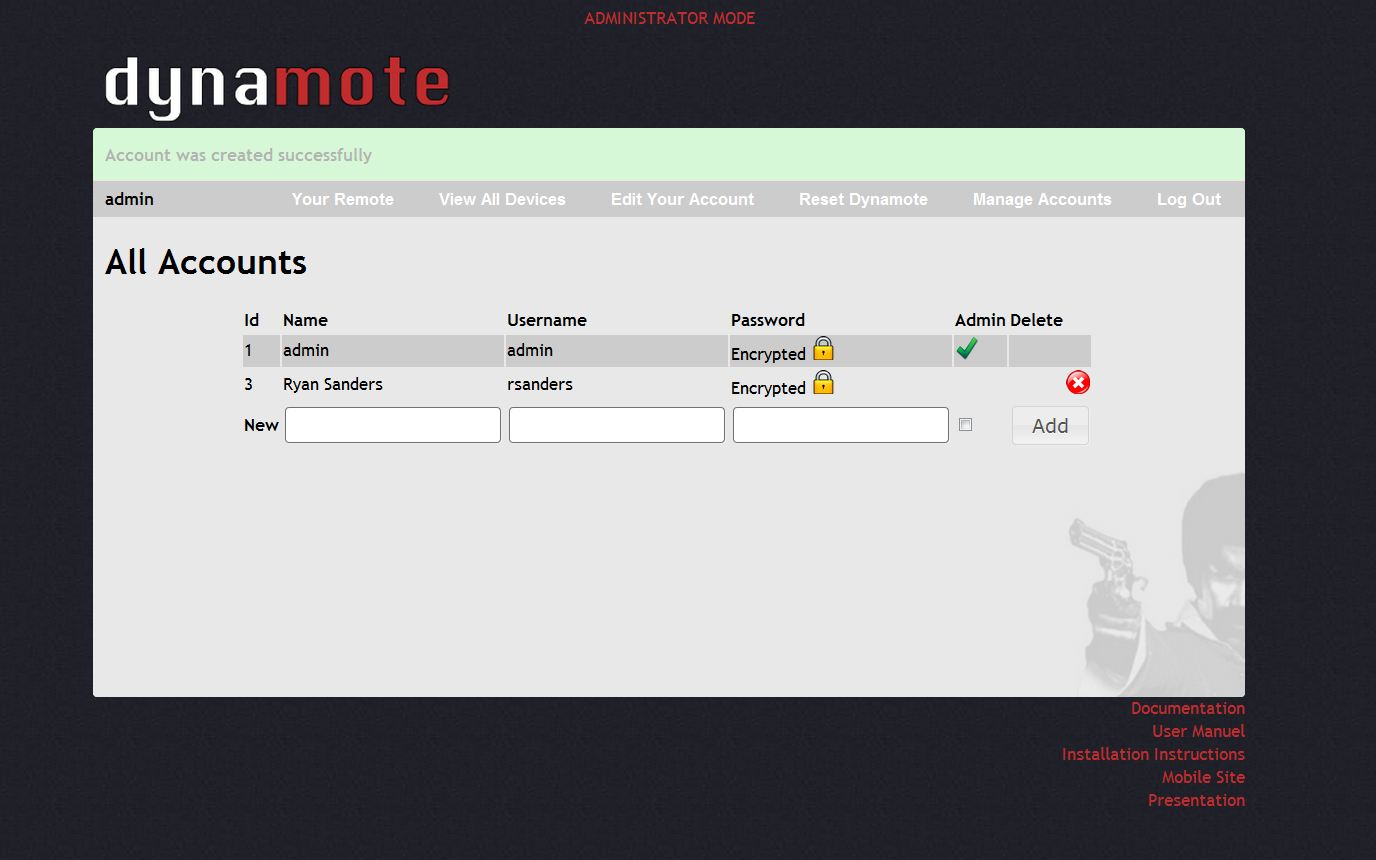 ADMINISTRATOR MODE
dynamote
Account was created successfully
admin Your Remote View All Devices Edit Your Account Reset Dynamote Manage Accounts Log Out
All Accounts
Id Name Username Password Admin Delete
1 admin admin Encrypted
3 Ryan Sanders rsanders Encrypted
New Add
Documentation
User Manuel
Installation Instructions
Mobile Site
Presentation